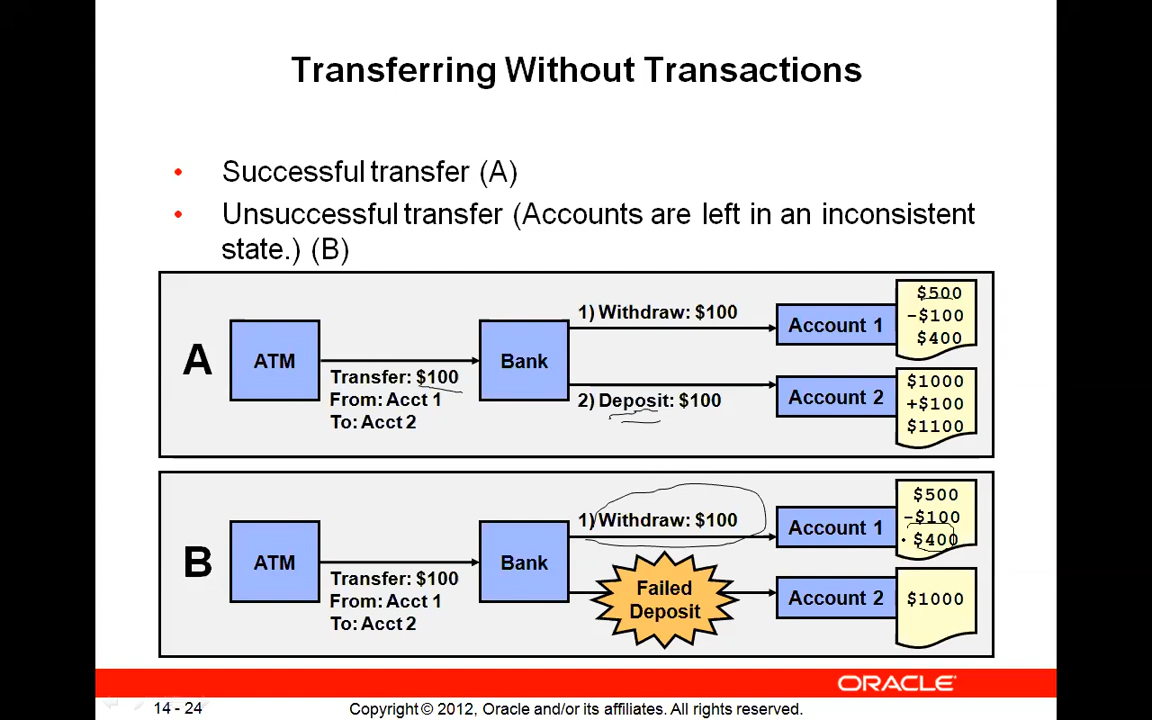 Transferring Without Transactions
• Successful transfer (A)
• Unsuccessful transfer (Accounts are left in an inconsistent
state.) (B)
A
ATM
Transfer: $100
From: Acct 1
To: Acct 2
Bank
1) Withdraw: $100
2) Deposit: $100
Account 1
$500
-$100
$400
Account 2
$1000
+$100
$1100
B
ATM
Transfer: $100
From: Acct 1
To: Acct 2
Bank
1) Withdraw: $100
Failed
Deposit
Account 1
$500
-$100
$400
Account 2
$1000
ORACLE
14 - 24
Copyright © 2012, Oracle and/or its affiliates. All rights reserved.